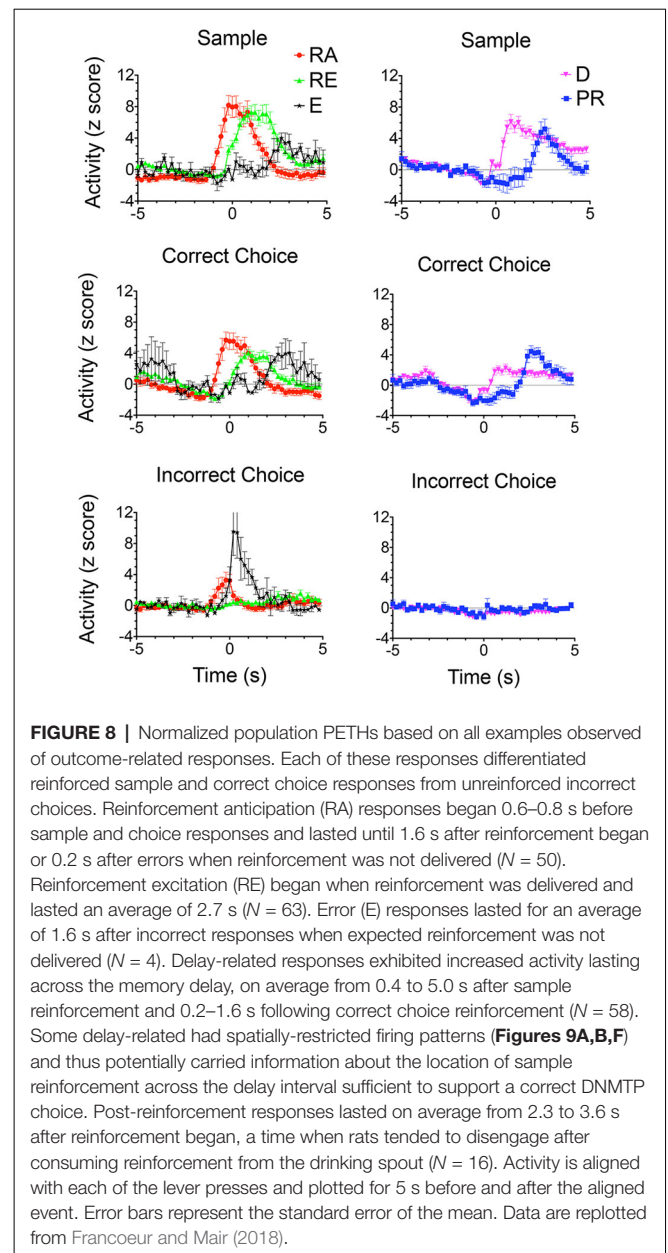 Sample
RA
RE
E
Activity (z score)
12
8
4
0
-4
-5
0
5
Sample
D
PR
12
8
4
0
-4
-5
0
5
Correct Choice
Activity (z score)
12
8
4
0
-4
-5
0
5
Correct Choice
12
8
4
0
-4
-5
0
5
Incorrect Choice
Activity (z score)
12
8
4
0
-4
-5
0
5
Time (s)
Incorrect Choice
12
8
4
0
-4
-5
0
5
Time (s)
FIGURE 8 | Normalized population PETHs based on all examples observed
of outcome-related responses. Each of these responses differentiated
reinforced sample and correct choice responses from unreinforced incorrect
choices. Reinforcement anticipation (RA) responses began 0.6–0.8 s before
sample and choice responses and lasted until 1.6 s after reinforcement began
or 0.2 s after errors when reinforcement was not delivered (N = 50).
Reinforcement excitation (RE) began when reinforcement was delivered and
lasted an average of 2.7 s (N = 63). Error (E) responses lasted for an average
of 1.6 s after incorrect responses when expected reinforcement was not
delivered (N = 4). Delay-related responses exhibited increased activity lasting
across the memory delay, on average from 0.4 to 5.0 s after sample
reinforcement and 0.2–1.6 s following correct choice reinforcement (N = 58).
Some delay-related had spatially-restricted firing patterns (Figures 9A,B,F)
and thus potentially carried information about the location of sample
reinforcement across the delay interval sufficient to support a correct DNMTP
choice. Post-reinforcement responses lasted on average from 2.3 to 3.6 s
after reinforcement began, a time when rats tended to disengage after
consuming reinforcement from the drinking spout (N = 16). Activity is aligned
with each of the lever presses and plotted for 5 s before and after the aligned
event. Error bars represent the standard error of the mean. Data are replotted
from Francoeur and Mair (2018).